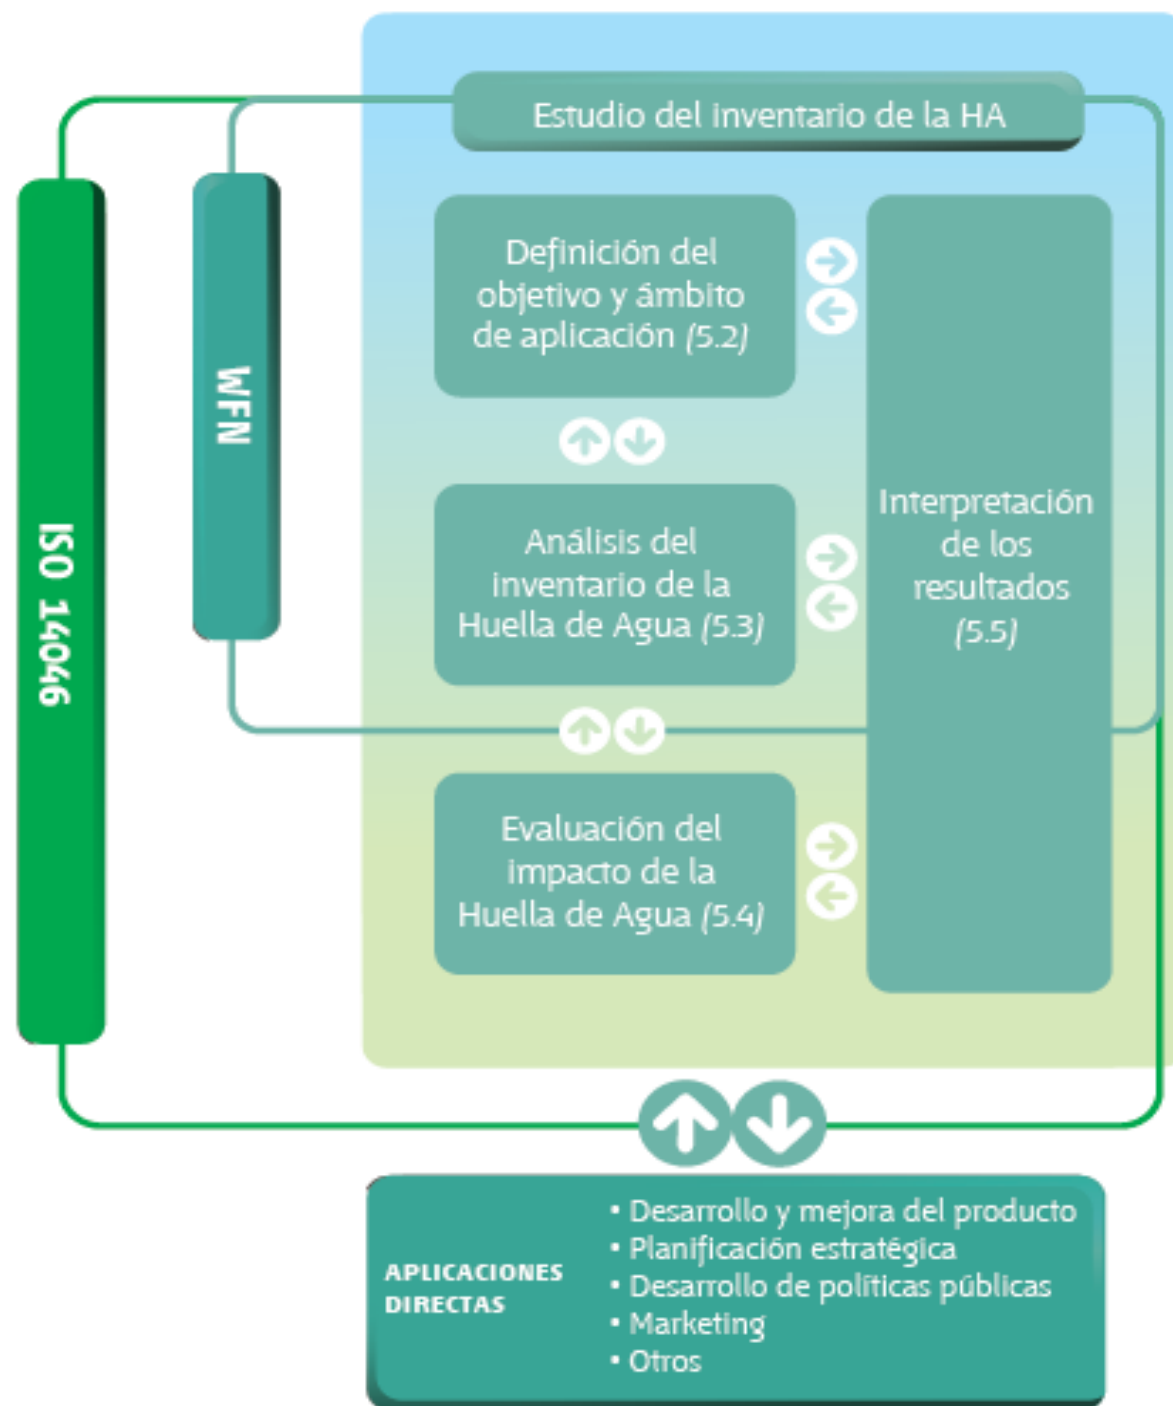 Estudio del inventario de la HA
ISO 14046
WFN
Definición del
objetivo y ámbito
de aplicación (5.2)
Análisis del
inventario de la
Huella de Agua (5.3)
Evaluación del
impacto de la
Huella de Agua (5.4)
Interpretación
de los
resultados
(5.5)
APLICACIONES
DIRECTAS
• Desarrollo y mejora del producto
• Planificación estratégica
• Desarrollo de políticas públicas
• Marketing
• Otros